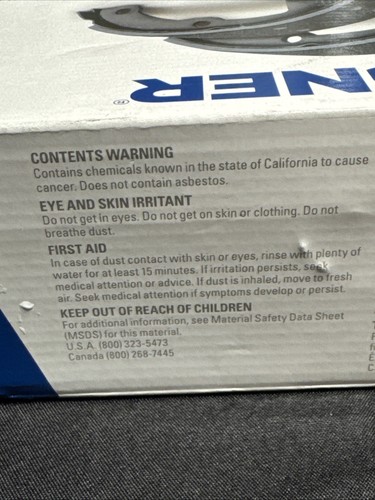 NER®
CONTENTS WARNING
Contains chemicals known in the state of California to cause
cancer. Does not contain asbestos.
EYE AND SKIN IRRITANT
Do not get in eyes. Do not get on skin or clothing. Do not
breathe dust.
FIRST AID
In case of dust contact with skin or eyes, rinse with plenty of
water for at least 15 minutes. If irritation persists, seek
medical attention or advice. If dust is inhaled, move to fresh
air. Seek medical attention if symptoms develop or persist.
KEEP OUT OF REACH OF CHILDREN
For additional information, see Material Safety Data Sheet
(MSDS) for this material.
U.S.A. (800) 323-5473
Canada (800) 268-7445